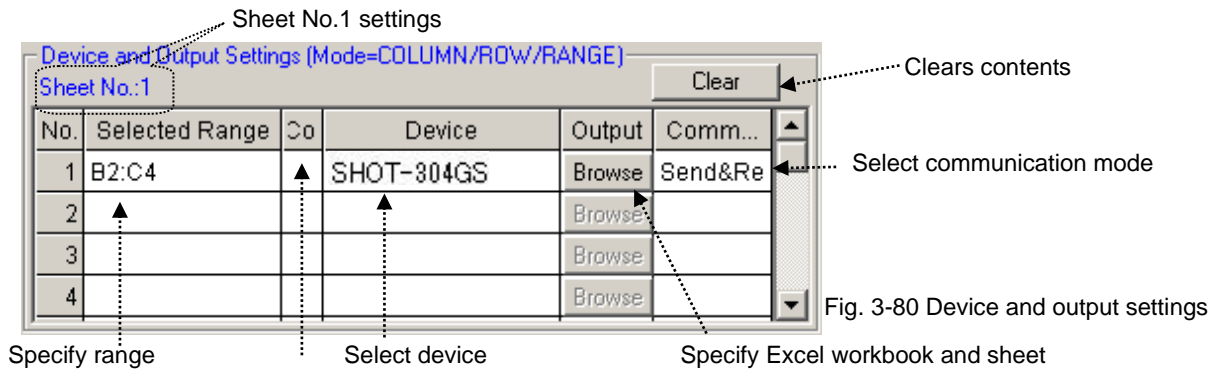 Sheet No.1 settings
Device and Output Settings (Mode=COLUMN/ROW/RANGE)
Sheet No.:1
Clear
Clears contents
No. Selected Range Co Device Output Comm...
1 B2:C4 SHOT-304GS Browse Send&Re
Select communication mode
2 Browse
3 Browse
4 Browse
Fig. 3-80 Device and output settings
Specify range Select device Specify Excel workbook and sheet